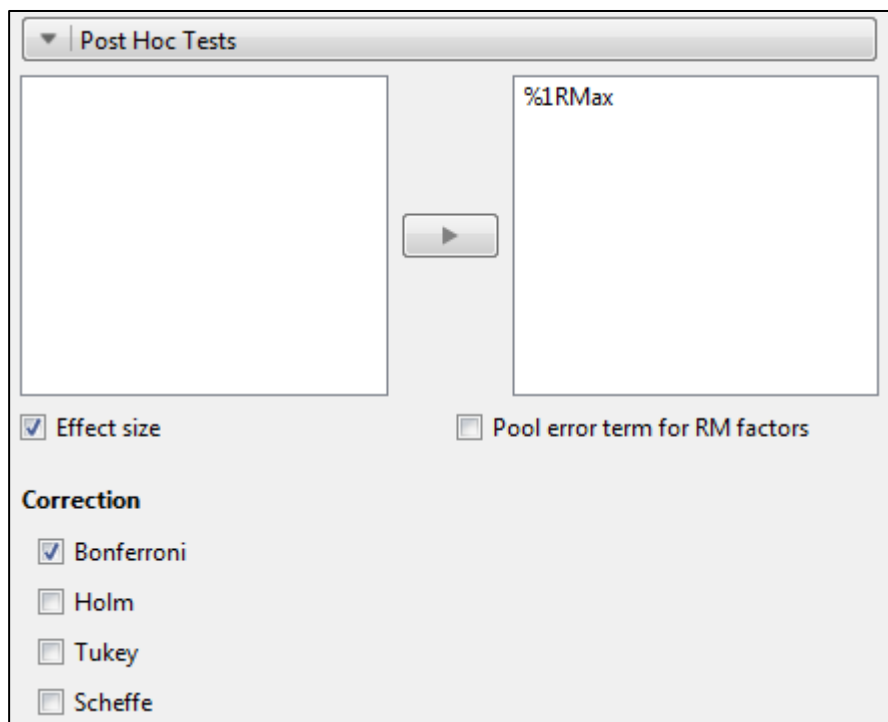 Post Hoc Tests
%1RMax
Effect size
Pool error term for RM factors
Correction
Bonferroni
Holm
Tukey
Scheffe